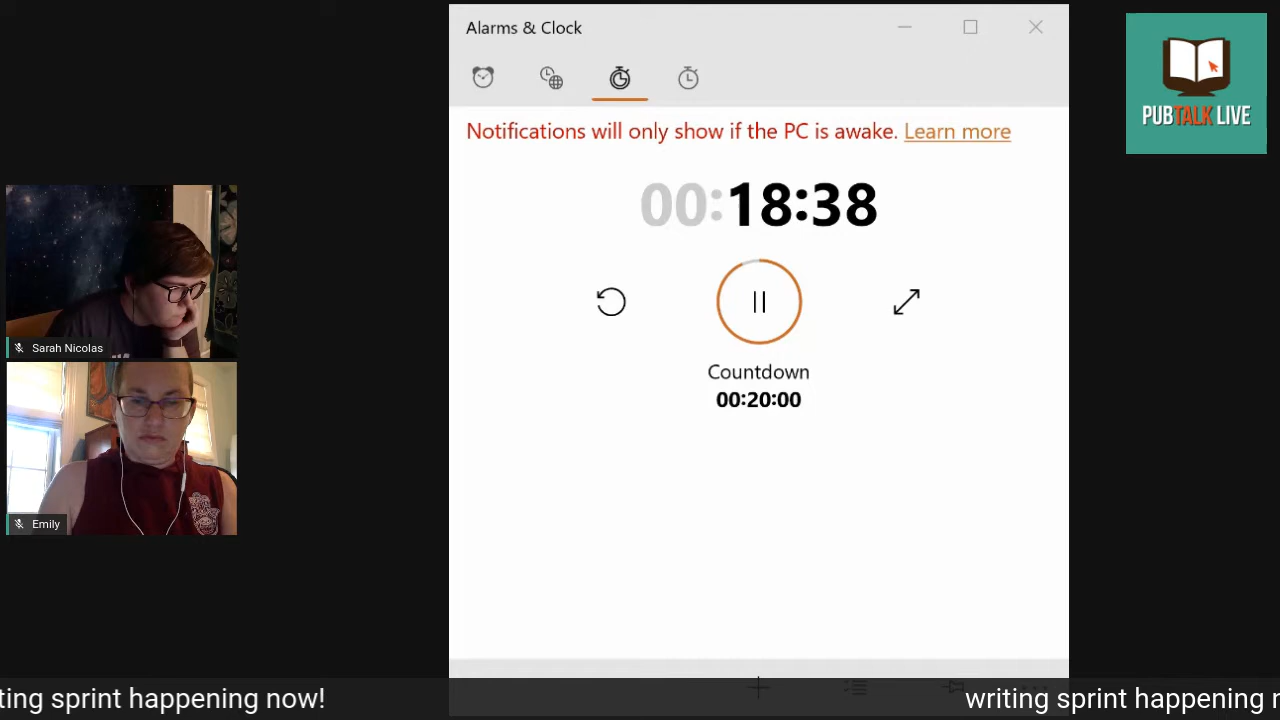 Alarms & Clock
Notifications will only show if the PC is awake. Learn more
00:18:38
Countdown
00:20:00
PUBTALK LIVE
Sarah Nicolas
Emily
ting sprint happening now!
writing sprint happening